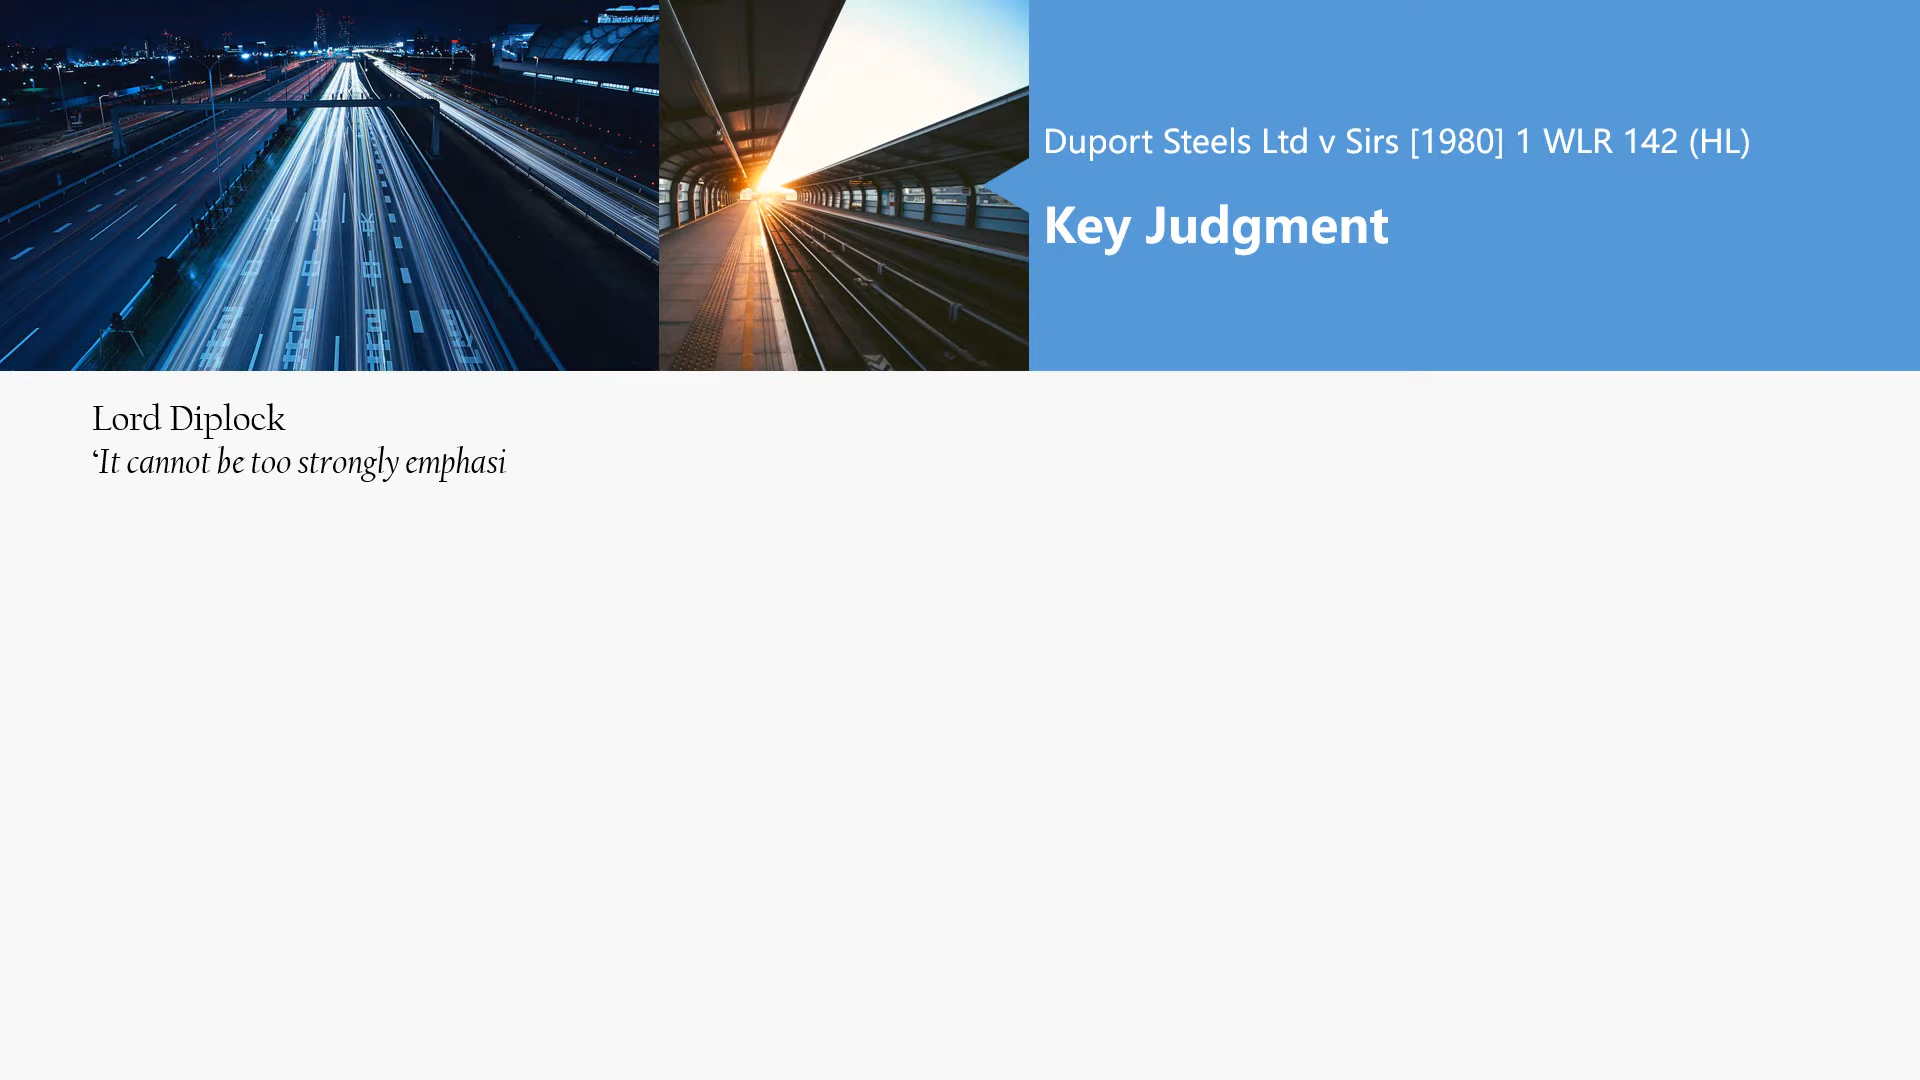 Duport Steels Ltd v Sirs [1980] 1 WLR 142 (HL)
Key Judgment
Lord Diplock
‘It cannot be too strongly emphasi